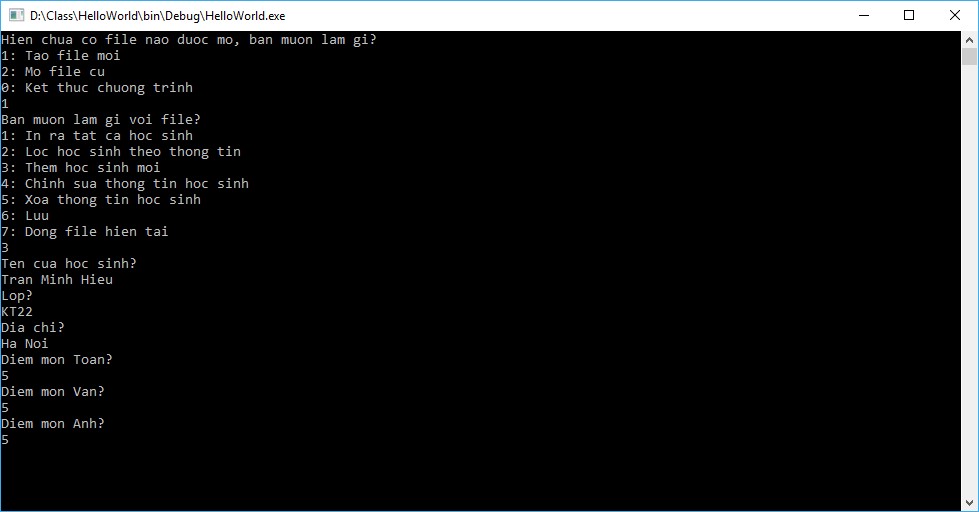 D:\Class\HelloWorld\bin\Debug\HelloWorld.exe
Hien chua co file nao duoc mo, ban muon lam gi?
1: Tao file moi
2: Mo file cu
0: Ket thuc chuong trinh
1
Ban muon lam gi voi file?
1: In ra tat ca hoc sinh
2: Loc hoc sinh theo thong tin
3: Them hoc sinh moi
4: Chinh sua thong tin hoc sinh
5: Xoa thong tin hoc sinh
6: Luu
7: Dong file hien tai
3
Ten cua hoc sinh?
Tran Minh Hieu
Lop?
KT22
Dia chi?
Ha Noi
Diem mon Toan?
5
Diem mon Van?
5
Diem mon Anh?
5